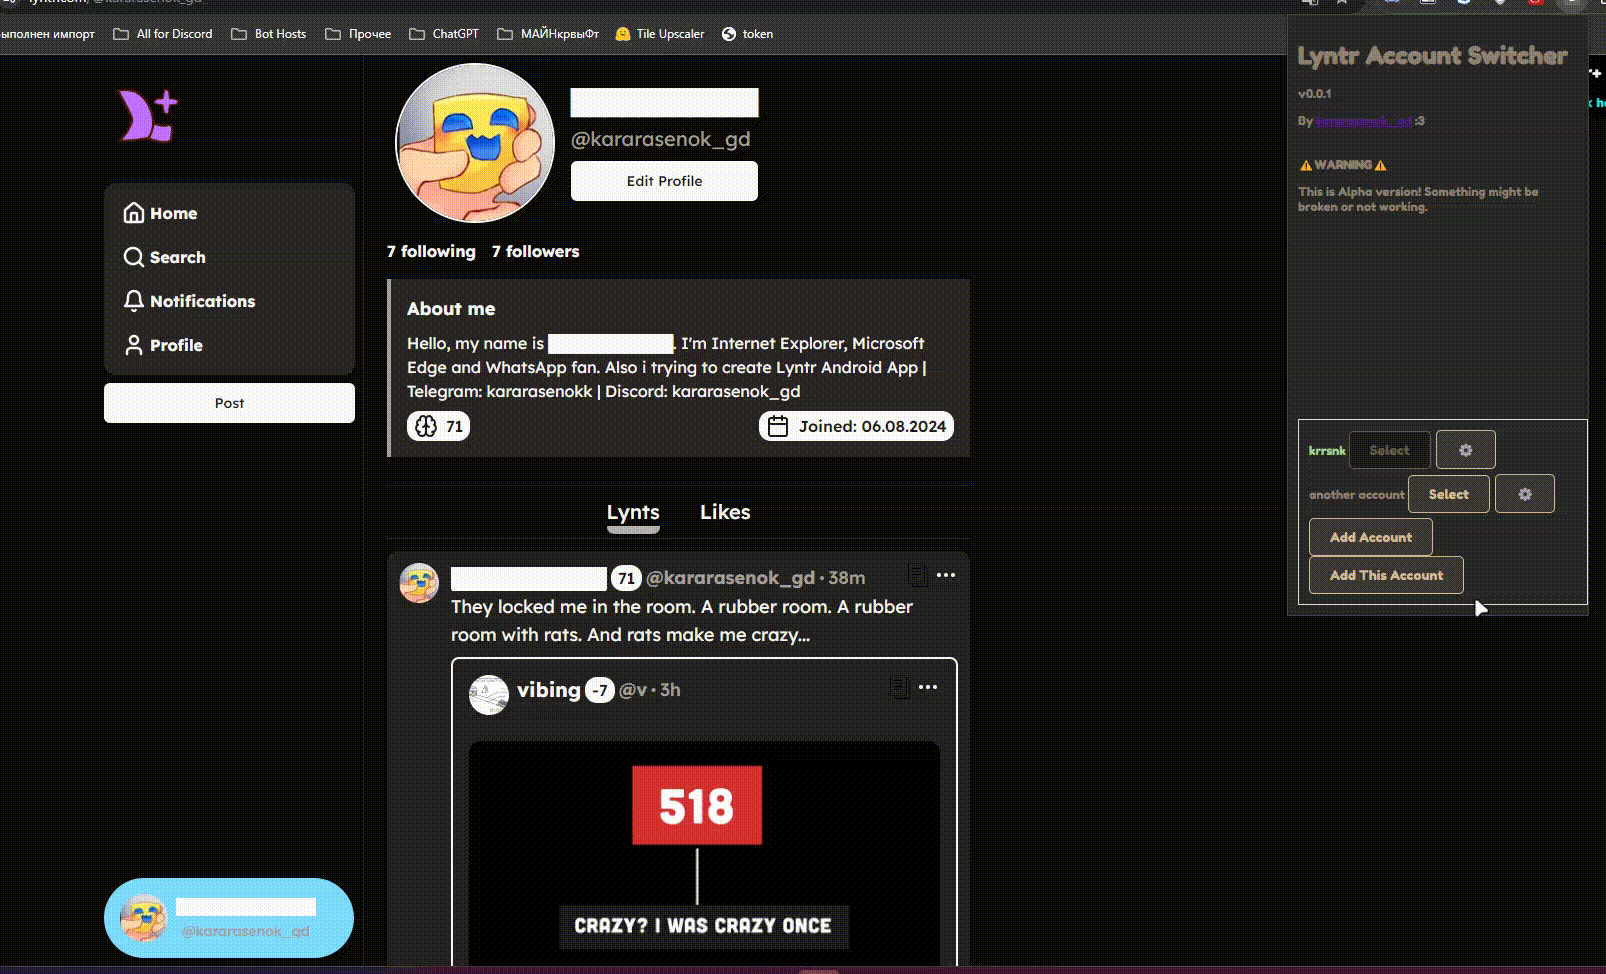 @kararasenok_gd
ыполнен импорт
All for Discord
Bot Hosts
Прочее
ChatGPT
МАЙНкрвыФт
Tile Upscaler
token
Home
Search
Notifications
Profile
Post
@kararasenok_gd
@kararasenok_gd
Edit Profile
7 following 7 followers
About me
Hello, my name is . I'm Internet Explorer, Microsoft
Edge and WhatsApp fan. Also i trying to create Lyntr Android App |
Telegram: kararasenokk | Discord: kararasenok_gd
71
Joined: 06.08.2024
Lynts
Likes
71 @kararasenok_gd · 38m
They locked me in the room. A rubber room. A rubber
room with rats. And rats make me crazy...
vibing -7 @v · 3h
518
CRAZY? I WAS CRAZY ONCE
Lyntr Account Switcher
v0.0.1
By kararasenok_gd :3
⚠ WARNING ⚠
This is Alpha version! Something might be
broken or not working.
krrsnk Select
another account Select
Add Account
Add This Account